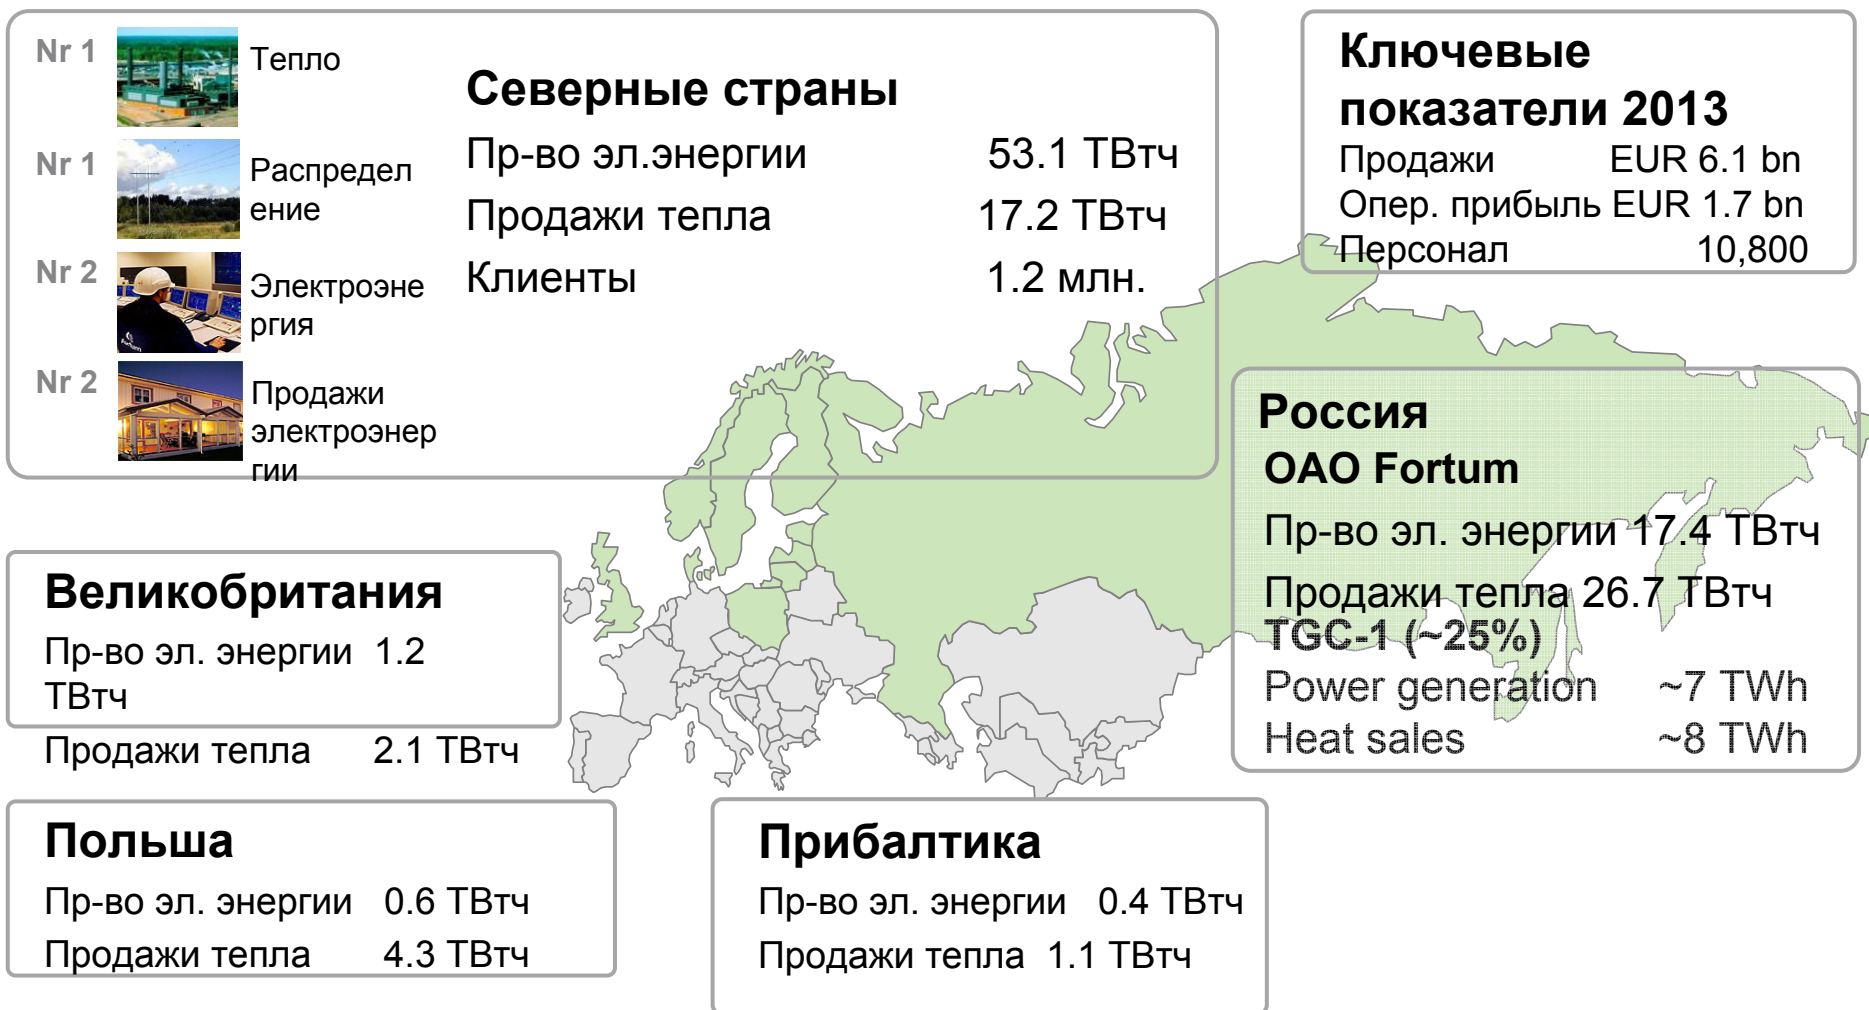 Nr 1
Тепло
Nr 1
Распредел
ение
Nr 2
Электроэне
ргия
Nr 2
Продажи
электроэнер
гии
Северные страны
Пр-во эл.энергии 53.1 ТВтч
Продажи тепла 17.2 ТВтч
Клиенты 1.2 млн.
Ключевые
показатели 2013
Продажи EUR 6.1 bn
Опер. прибыль EUR 1.7 bn
Персонал 10,800
Россия
ОАО Fortum
Пр-во эл. энергии 17.4 ТВтч
Продажи тепла 26.7 ТВтч
TGC-1 (~25%)
Power generation ~7 TWh
Heat sales ~8 TWh
Великобритания
Пр-во эл. энергии 1.2
ТВтч
Продажи тепла 2.1 ТВтч
Польша
Пр-во эл. энергии 0.6 ТВтч
Продажи тепла 4.3 ТВтч
Прибалтика
Пр-во эл. энергии 0.4 ТВтч
Продажи тепла 1.1 ТВтч
Fortum